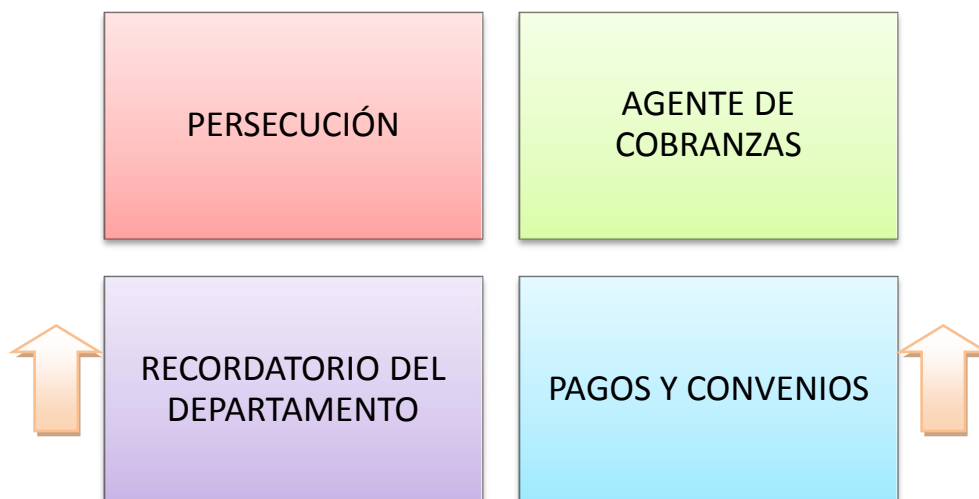 PERSECUCIÓN
AGENTE DE
COBRANZAS
RECORDATORIO DEL
DEPARTAMENTO
PAGOS Y CONVENIOS